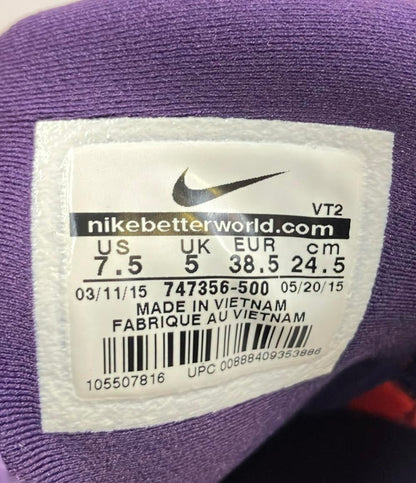 VT2
nikebetterworld.com
US UK EUR cm
7.5 5 38.5 24.5
03/11/15 747356-500 05/20/15
MADE IN VIETNAM
FABRIQUE AU VIETNAM
105507816 UPC 00888409353886